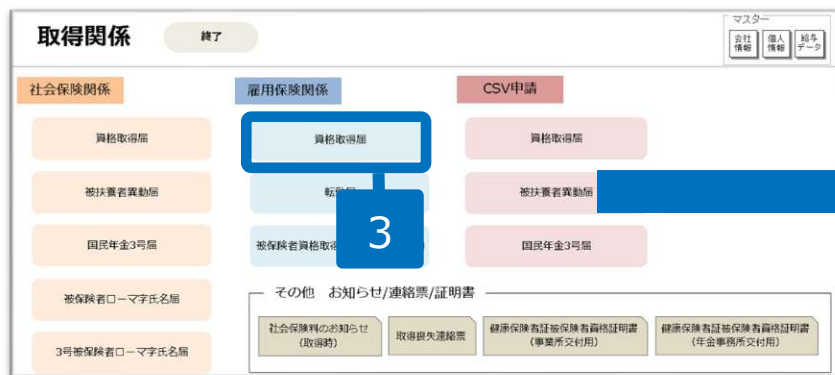 取得関係
終了
マスター
会社
情報
個人
情報
給与
データ
社会保険関係
雇用保険関係
CSV申請
資格取得届
資格取得届
資格取得届
被扶養者異動届
転
被扶養者異動届
3
国民年金3号届
被保険者資格取
国民年金3号届
被保険者ローマ字氏名届
3号被保険者ローマ字氏名届
その他 お知らせ/連絡票/証明書
社会保険料のお知らせ
(取得時)
取得喪失連絡票
健康保険者証被保険者資格証明書
(事業所交付用)
健康保険者証被保険者資格証明書
(年金事務所交付用)